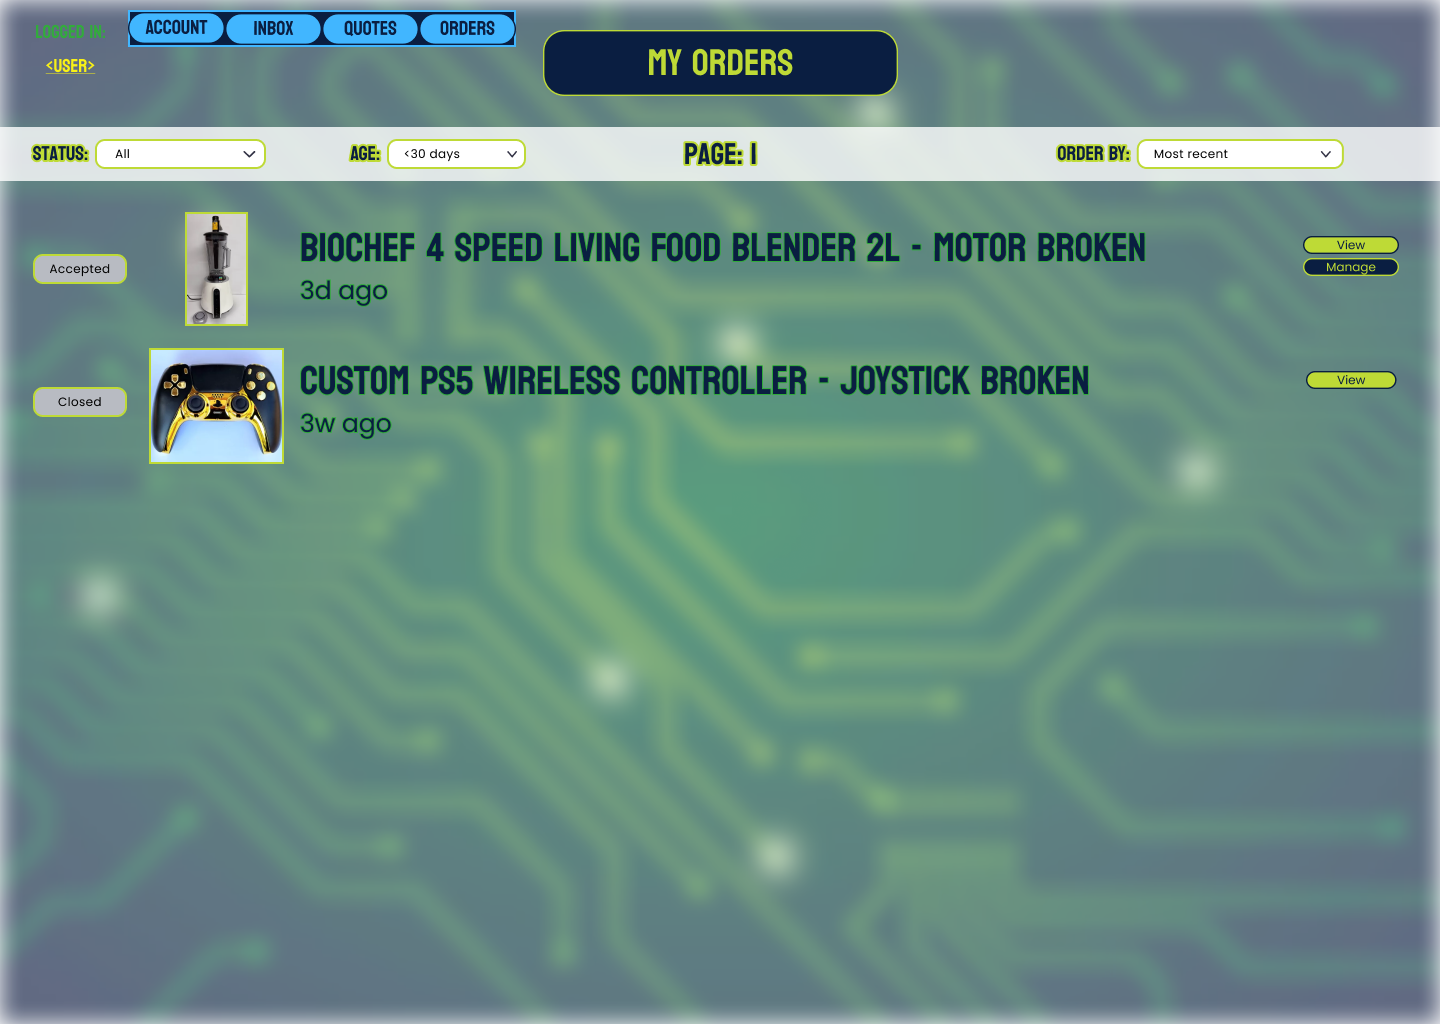 LOGGED IN:
<USER>
ACCOUNT
INBOX
QUOTES
ORDERS
MY ORDERS
STATUS: All
AGE: <30 days
PAGE: 1
ORDER BY: Most recent
Accepted
BIOCHEF 4 SPEED LIVING FOOD BLENDER 2L - MOTOR BROKEN
3d ago
View
Manage
Closed
CUSTOM PS5 WIRELESS CONTROLLER - JOYSTICK BROKEN
3w ago
View